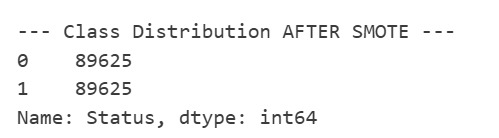 --- Class Distribution AFTER SMOTE ---
0    89625
1    89625
Name: Status, dtype: int64